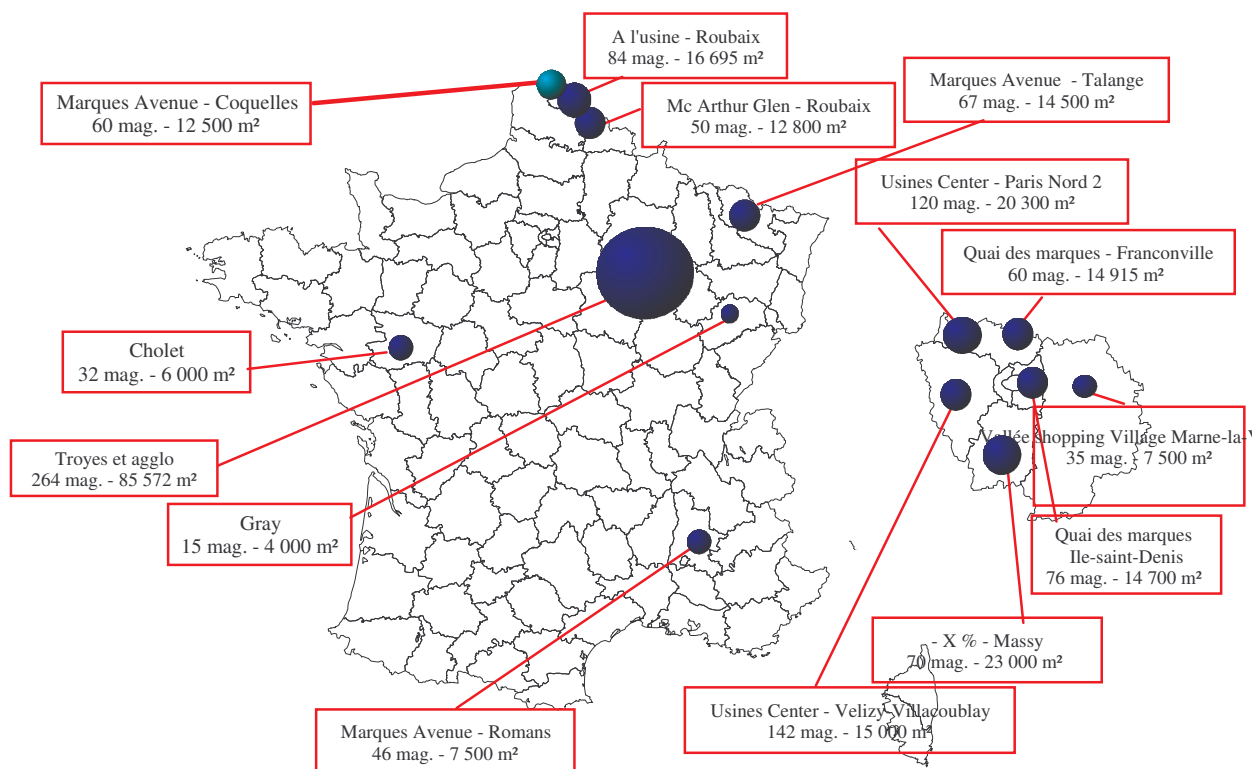 A l'usine - Roubaix
84 mag. - 16 695 m²
Marques Avenue - Talange
67 mag. - 14 500 m²
Marques Avenue - Coquelles
60 mag. - 12 500 m²
Mc Arthur Glen - Roubaix
50 mag. - 12 800 m²
Usines Center - Paris Nord 2
120 mag. - 20 300 m²
Quai des marques - Franconville
60 mag. - 14 915 m²
Cholet
32 mag. - 6 000 m²
Vallée shopping Village Marne-la-V
35 mag. - 7 500 m²
Troyes et agglo
264 mag. - 85 572 m²
Gray
15 mag. - 4 000 m²
Quai des marques
Ile-saint-Denis
76 mag. - 14 700 m²
- X % - Massy
70 mag. - 23 000 m²
Usines Center - Velizy-Villacoublay
142 mag. - 15 000 m²
Marques Avenue - Romans
46 mag. - 7 500 m²